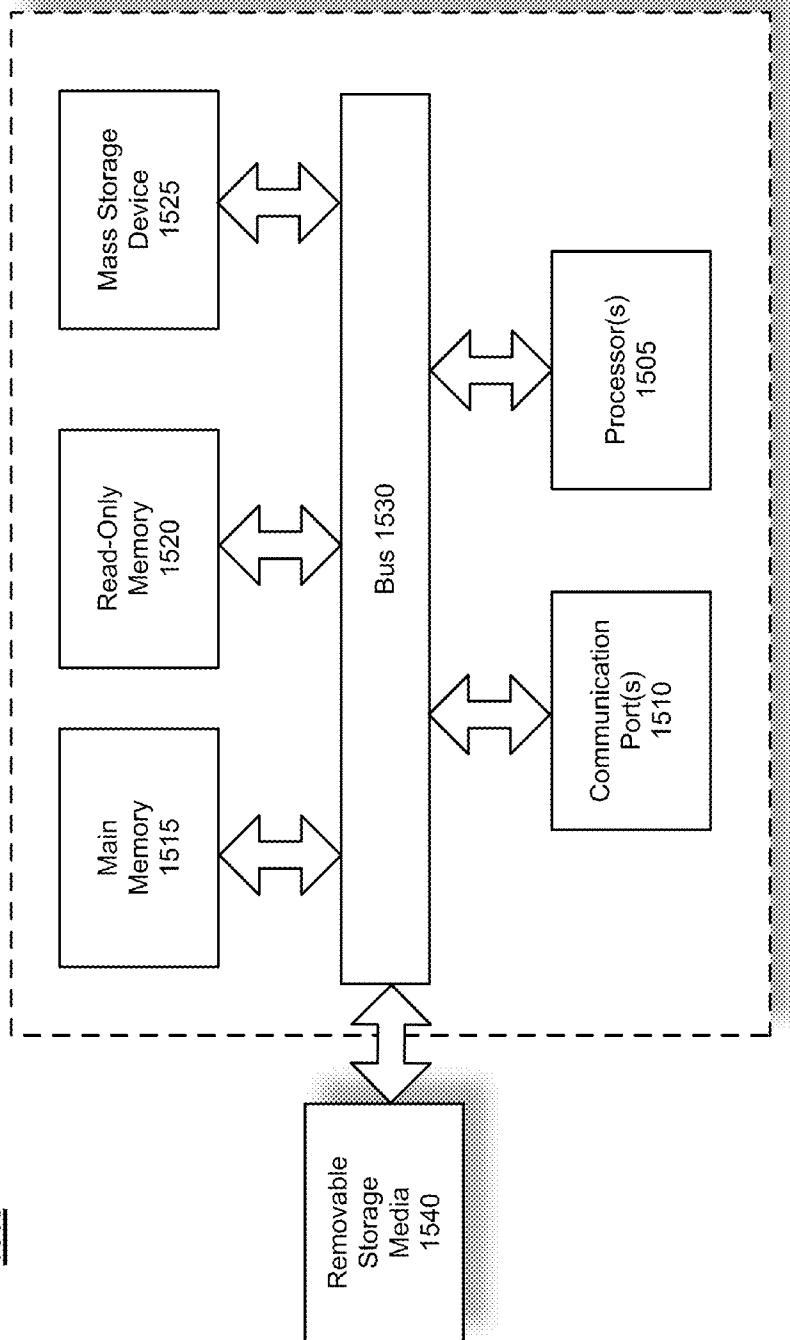 Main
Memory
1515
Read-Only
Memory
1520
Mass Storage
Device
1525
Bus 1530
Removable
Storage
Media
1540
Communication
Port(s)
1510
Processor(s)
1505